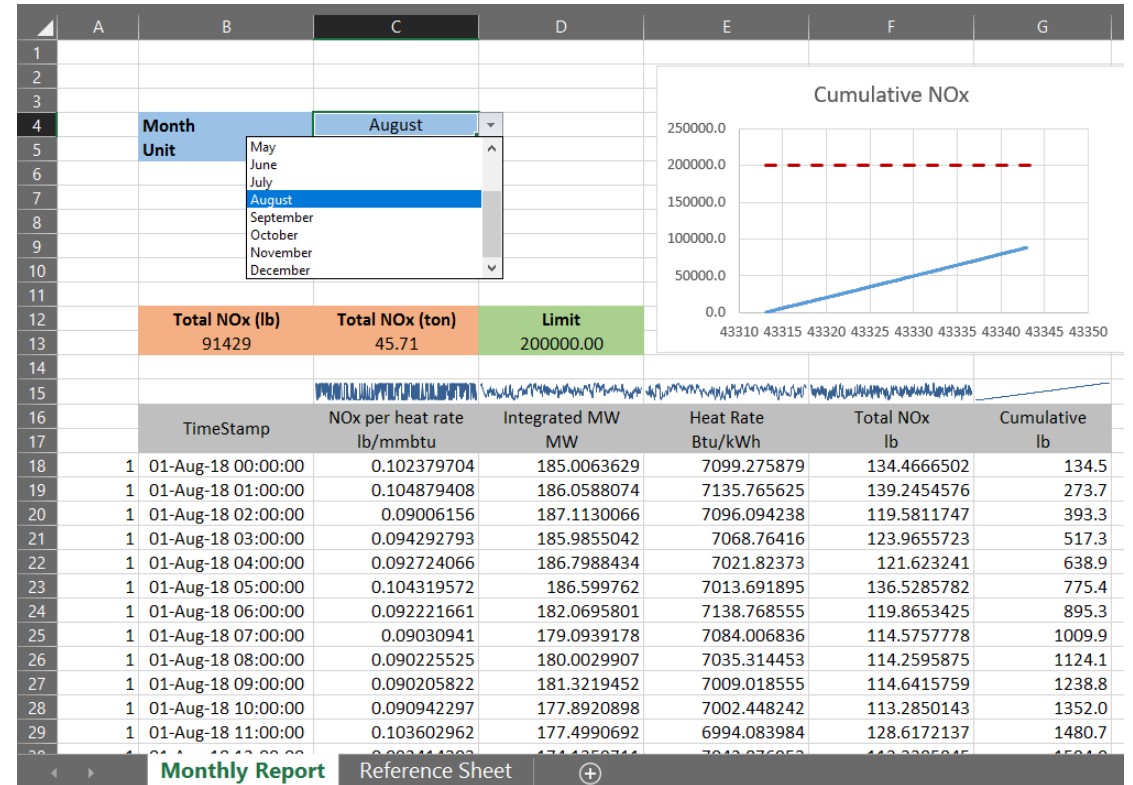 A B C D E F G
1
2
3
4 Month August
5 Unit
May
June
July
August
September
October
November
December
6
7
8
9
10
11
Cumulative NOx
250000.0
200000.0
150000.0
100000.0
50000.0
0.0
43310 43315 43320 43325 43330 43335 43340 43345 43350
12 Total NOx (lb) Total NOx (ton) Limit
13 91429 45.71 200000.00
14
15
16 NOx per heat rate Integrated MW Heat Rate Total NOx Cumulative
TimeStamp
17 lb/mmbtu MW Btu/kWh lb lb
18 1 01-Aug-18 00:00:00 0.102379704 185.0063629 7099.275879 134.4666502 134.5
19 1 01-Aug-18 01:00:00 0.104879408 186.0588074 7135.765625 139.2454576 273.7
20 1 01-Aug-18 02:00:00 0.09006156 187.1130066 7096.094238 119.5811747 393.3
21 1 01-Aug-18 03:00:00 0.094292793 185.9855042 7068.76416 123.9655723 517.3
22 1 01-Aug-18 04:00:00 0.092724066 186.7988434 7021.82373 121.623241 638.9
23 1 01-Aug-18 05:00:00 0.104319572 186.599762 7013.691895 136.5285782 775.4
24 1 01-Aug-18 06:00:00 0.092221661 182.0695801 7138.768555 119.8653425 895.3
25 1 01-Aug-18 07:00:00 0.09030941 179.0939178 7084.006836 114.5757778 1009.9
26 1 01-Aug-18 08:00:00 0.090225525 180.0029907 7035.314453 114.2595875 1124.1
27 1 01-Aug-18 09:00:00 0.090205822 181.3219452 7009.018555 114.6415759 1238.8
28 1 01-Aug-18 10:00:00 0.090942297 177.8920898 7002.448242 113.2850143 1352.0
29 1 01-Aug-18 11:00:00 0.103602962 177.4990692 6994.083984 128.6172137 1480.7
Monthly Report Reference Sheet